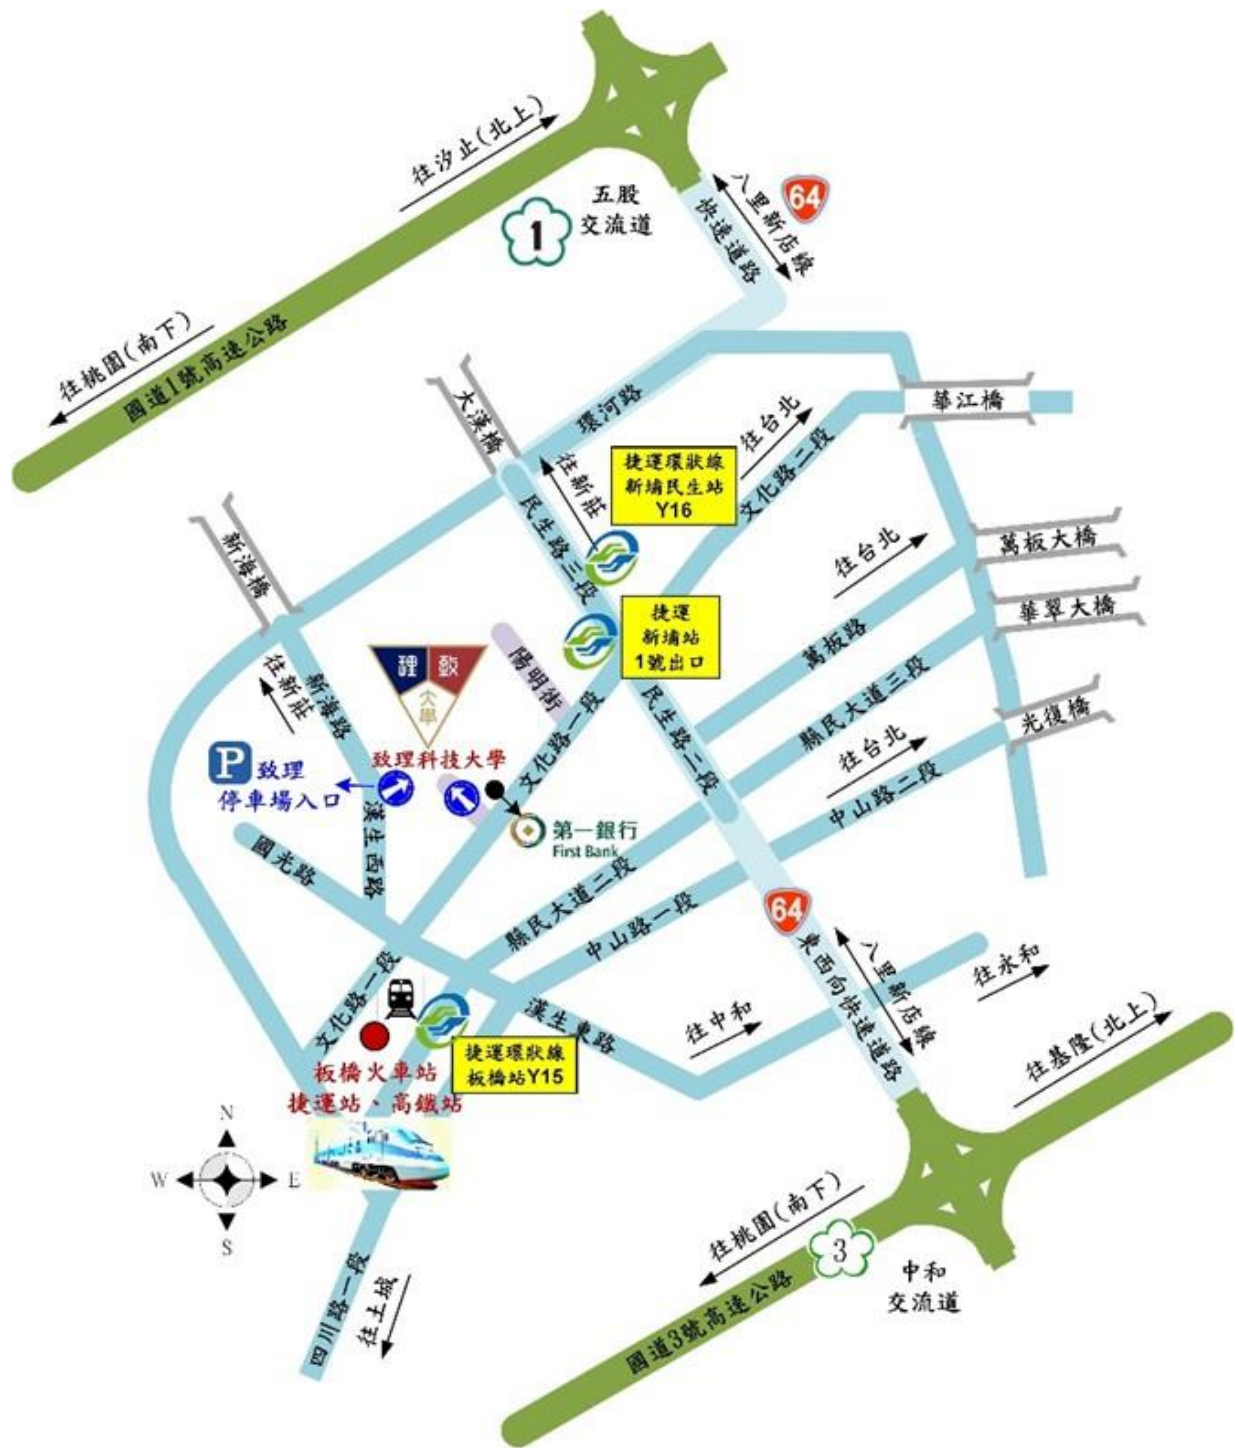 往汐止(北上)
64
八里新店線
快速道路
五股
交流道
1
往桃園(南下)
國道1號高速公路
大漢橋
環河路
往台北
華江橋
往新莊
捷運環狀線
新埔民生站
Y16
文化路二段
民生路三段
新海橋
往台北
萬板大橋
華翠大橋
捷運
新埔站
1號出口
萬板路
陽明街
往新莊
新海路
理
致
大學
致理科技大學
文化路一段
民生路二段
縣民大道三段
往台北
光復橋
中山路二段
P
致理
停車場入口
漢生西路
第一銀行
First Bank
國光路
縣民大道二段
中山路一段
64
東西向快速道路
八里新店線
往永和
文化路一段
漢生東路
往中和
往基隆(北上)
捷運環狀線
板橋站Y15
板橋火車站
捷運站、高鐵站
N
W
E
S
往桃園(南下)
3
中和
交流道
四川路一段
往土城
國道3號高速公路